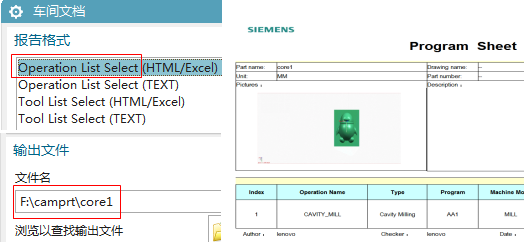 车间文档
报告格式
Operation List Select (HTML/Excel)
Operation List Select (TEXT)
Tool List Select (HTML/Excel)
Tool List Select (TEXT)
输出文件
文件名
F:\camprt\core1
浏览以查找输出文件
SIEMENS
Program Sheet
Part name: core1 Drawing name: --
Unit: MM Part number: --
Pictures : Description :
Index Operation Name Type Program Machine Mo
1 CAVITY_MILL Cavity Milling AA1 MILLS
Author : lenovo Checker : lenovo Date :